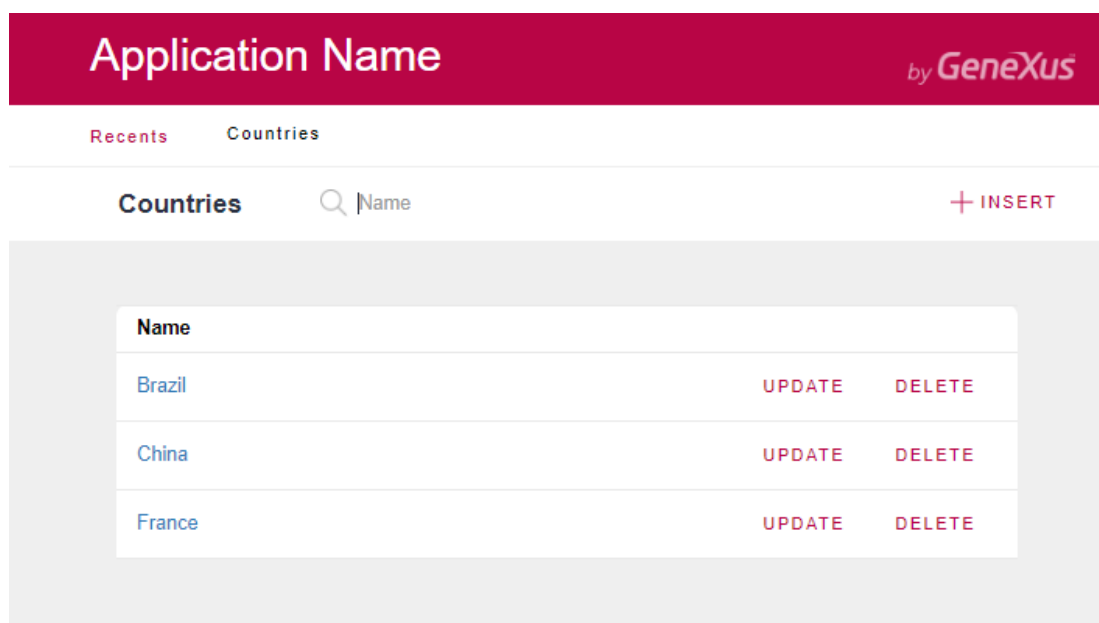 Application Name
by GeneXus
Recents Countries
Countries Name INSERT
Name
Brazil UPDATE DELETE
China UPDATE DELETE
France UPDATE DELETE